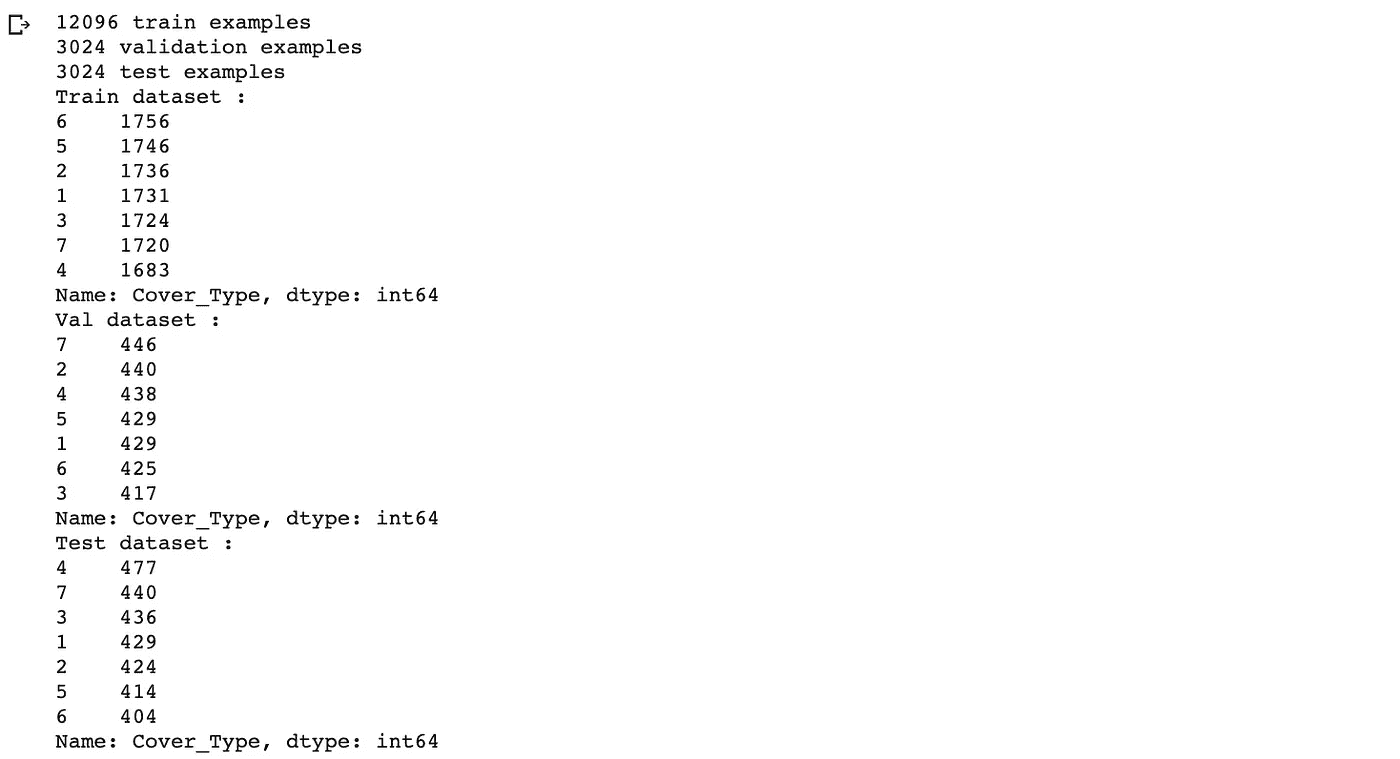 12096 train examples
3024 validation examples
3024 test examples
Train dataset :
6    1756
5    1746
2    1736
1    1731
3    1724
7    1720
4    1683
Name: Cover_Type, dtype: int64
Val dataset :
7    446
2    440
4    438
5    429
1    429
6    425
3    417
Name: Cover_Type, dtype: int64
Test dataset :
4    477
7    440
3    436
1    429
2    424
5    414
6    404
Name: Cover_Type, dtype: int64